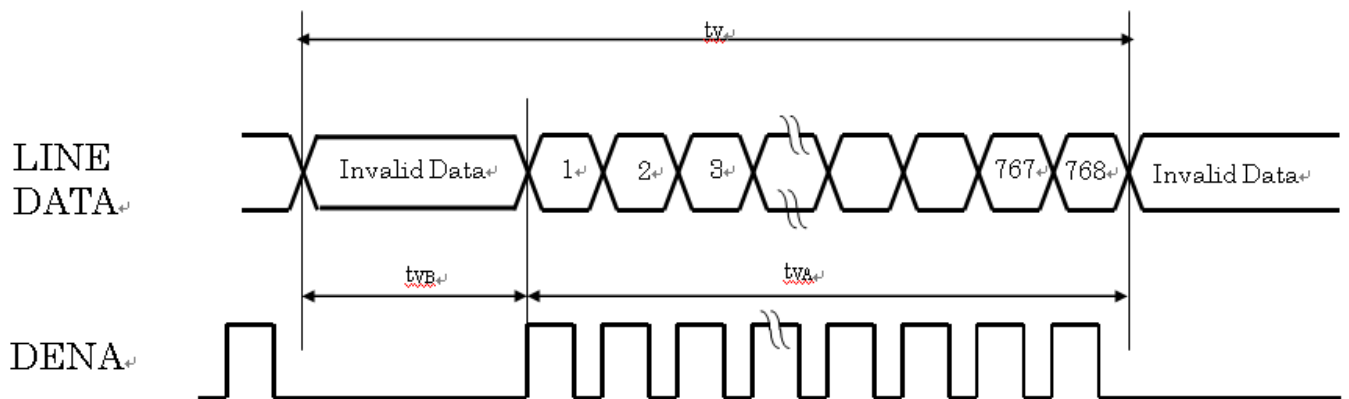 tv↵
LINE
DATA↵
Invalid Data↵ 1↵ 2↵ 3↵ 767↵ 768↵ Invalid Data↵
tvB↵ tvA↵
DENA↵